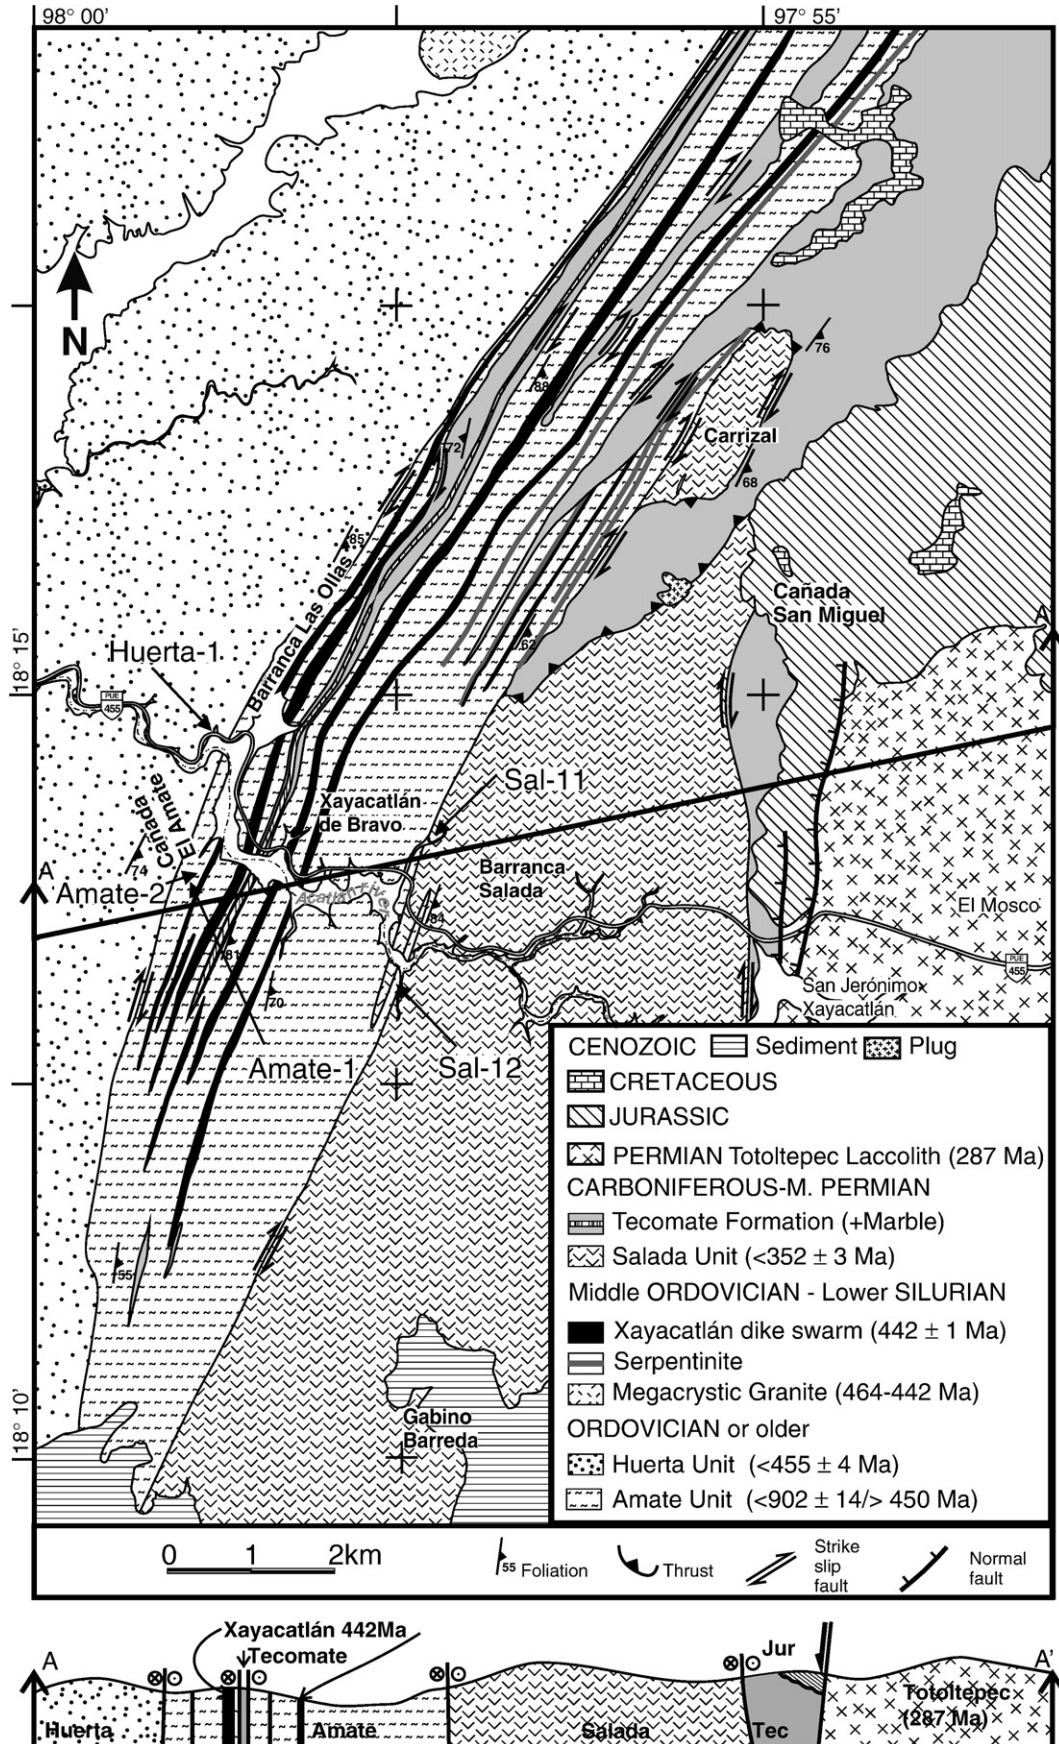 98° 00'
97° 55'
N
88
76
72
Carrizal
68
85
Barranca Las Ollas
Cañada
San Miguel
A'
62
18° 15'
Huerta-1
PUE
455
Sal-11
Cañada
El Amate
Xayacatlán
de Bravo
74
A
Amate-2
Barranca
Salada
Acatlán River
84
El Mosco
81
PUE
455
70
San Jerónimo
Xayacatlán
Amate-1
Sal-12
55
Gabino
Barreda
18° 10'
CENOZOIC Sediment Plug
CRETACEOUS
JURASSIC
PERMIAN Totoltepec Laccolith (287 Ma)
CARBONIFEROUS-M. PERMIAN
Tecomate Formation (+Marble)
Salada Unit (<352 ± 3 Ma)
Middle ORDOVICIAN - Lower SILURIAN
Xayacatlán dike swarm (442 ± 1 Ma)
Serpentinite
Megacrystic Granite (464-442 Ma)
ORDOVICIAN or older
Huerta Unit (<455 ± 4 Ma)
Amate Unit (<902 ± 14/> 450 Ma)
0 1 2km
55 Foliation
Thrust
Strike
slip
fault
Normal
fault
Xayacatlán 442Ma
Tecomate
Jur
A
A'
Huerta
Amate
Salada
Tec
Totoltepec
(287 Ma)